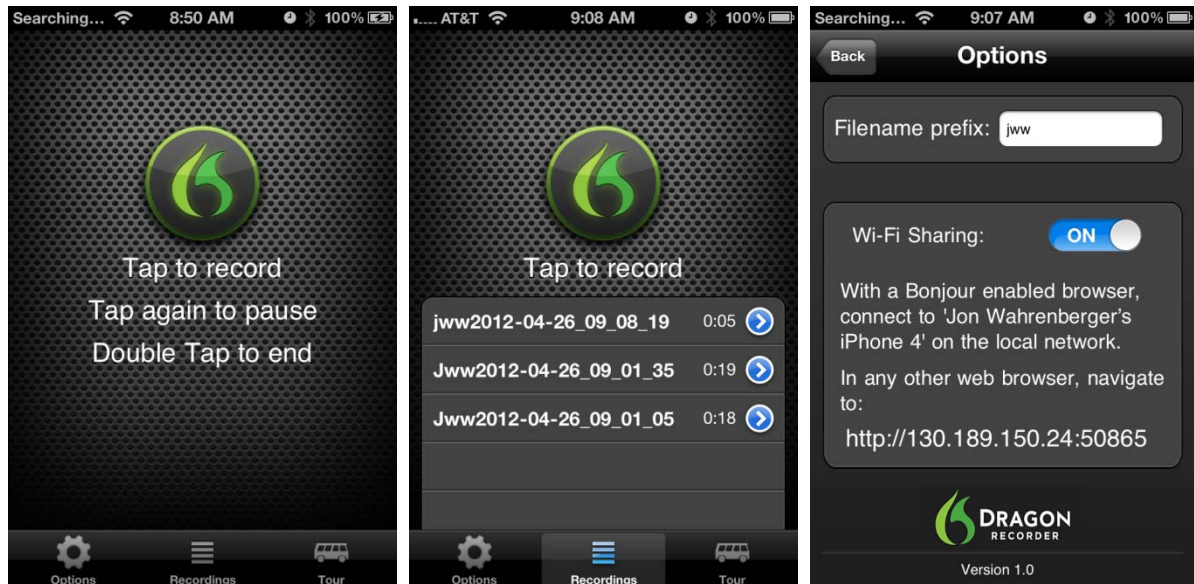 Searching... 8:50 AM 100%
Tap to record
Tap again to pause
Double Tap to end
Options Recordings Tour
AT&T 9:08 AM 100%
Tap to record
jww2012-04-26_09_08_19 0:05
Jww2012-04-26_09_01_35 0:19
Jww2012-04-26_09_01_05 0:18
Options Recordings Tour
Searching... 9:07 AM 100%
Back Options
Filename prefix: jww
Wi-Fi Sharing: ON
With a Bonjour enabled browser,
connect to 'Jon Wahrenberger's
iPhone 4' on the local network.
In any other web browser, navigate
to:
http://130.189.150.24:50865
DRAGON
RECORDER
Version 1.0